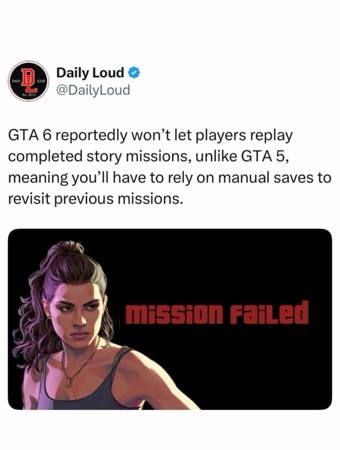 Daily Loud
@DailyLoud
GTA 6 reportedly won’t let players replay
completed story missions, unlike GTA 5,
meaning you’ll have to rely on manual saves to
revisit previous missions.
mission failed